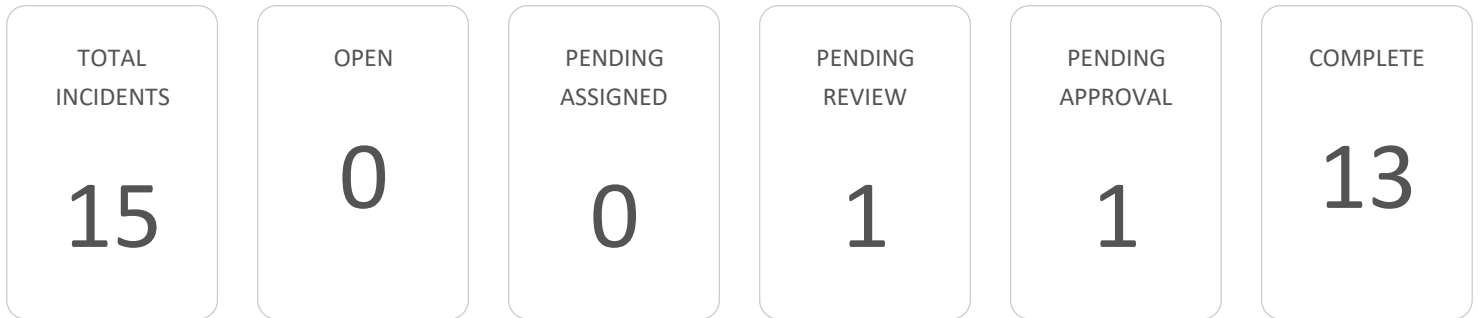 TOTAL
INCIDENTS
15
OPEN
0
PENDING
ASSIGNED
0
PENDING
REVIEW
1
PENDING
APPROVAL
1
COMPLETE
13